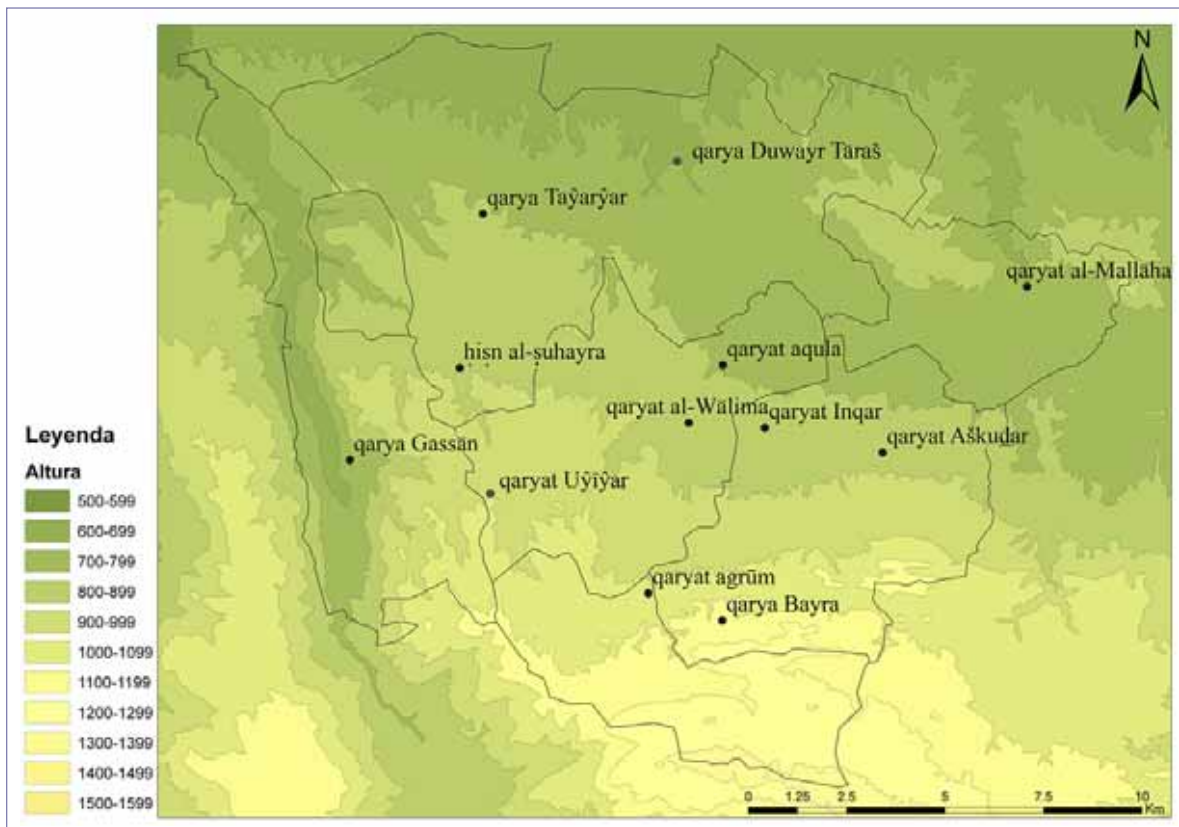 N
qarya Duwayr Tāraš
qarya Taŷarŷar
qaryat al-Mallāha
hisn al-suhayra
qaryat aqula
qaryat al-Walima
qaryat Inqar
qarya Gassān
qaryat Aškuḏar
qaryat Uŷīŷar
qaryat agrūm
qarya Bayra
Leyenda
Altura
500-599
600-699
700-799
800-899
900-999
1000-1099
1100-1199
1200-1299
1300-1399
1400-1499
1500-1599
0 1.25 2.5 5 7.5 10
Km